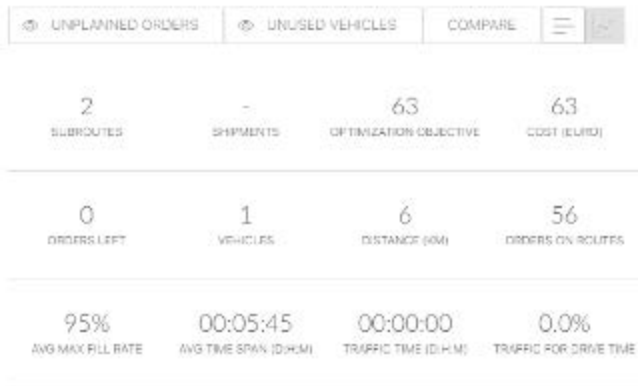 UNPLANNED ORDERS UNUSED VEHICLES COMPARE
2 - 63 63
SUBROUTES SHIPMENTS OPTIMIZATION OBJECTIVE COST (EURO)
0 1 6 56
ORDERS LEFT VEHICLES DISTANCE (KM) ORDERS ON ROUTES
95% 00:05:45 00:00:00 0.0%
AVG MAX FILL RATE AVG TIME SPAN (D:H:M) TRAFFIC TIME (D:H:M) TRAFFIC FOR DRIVE TIME